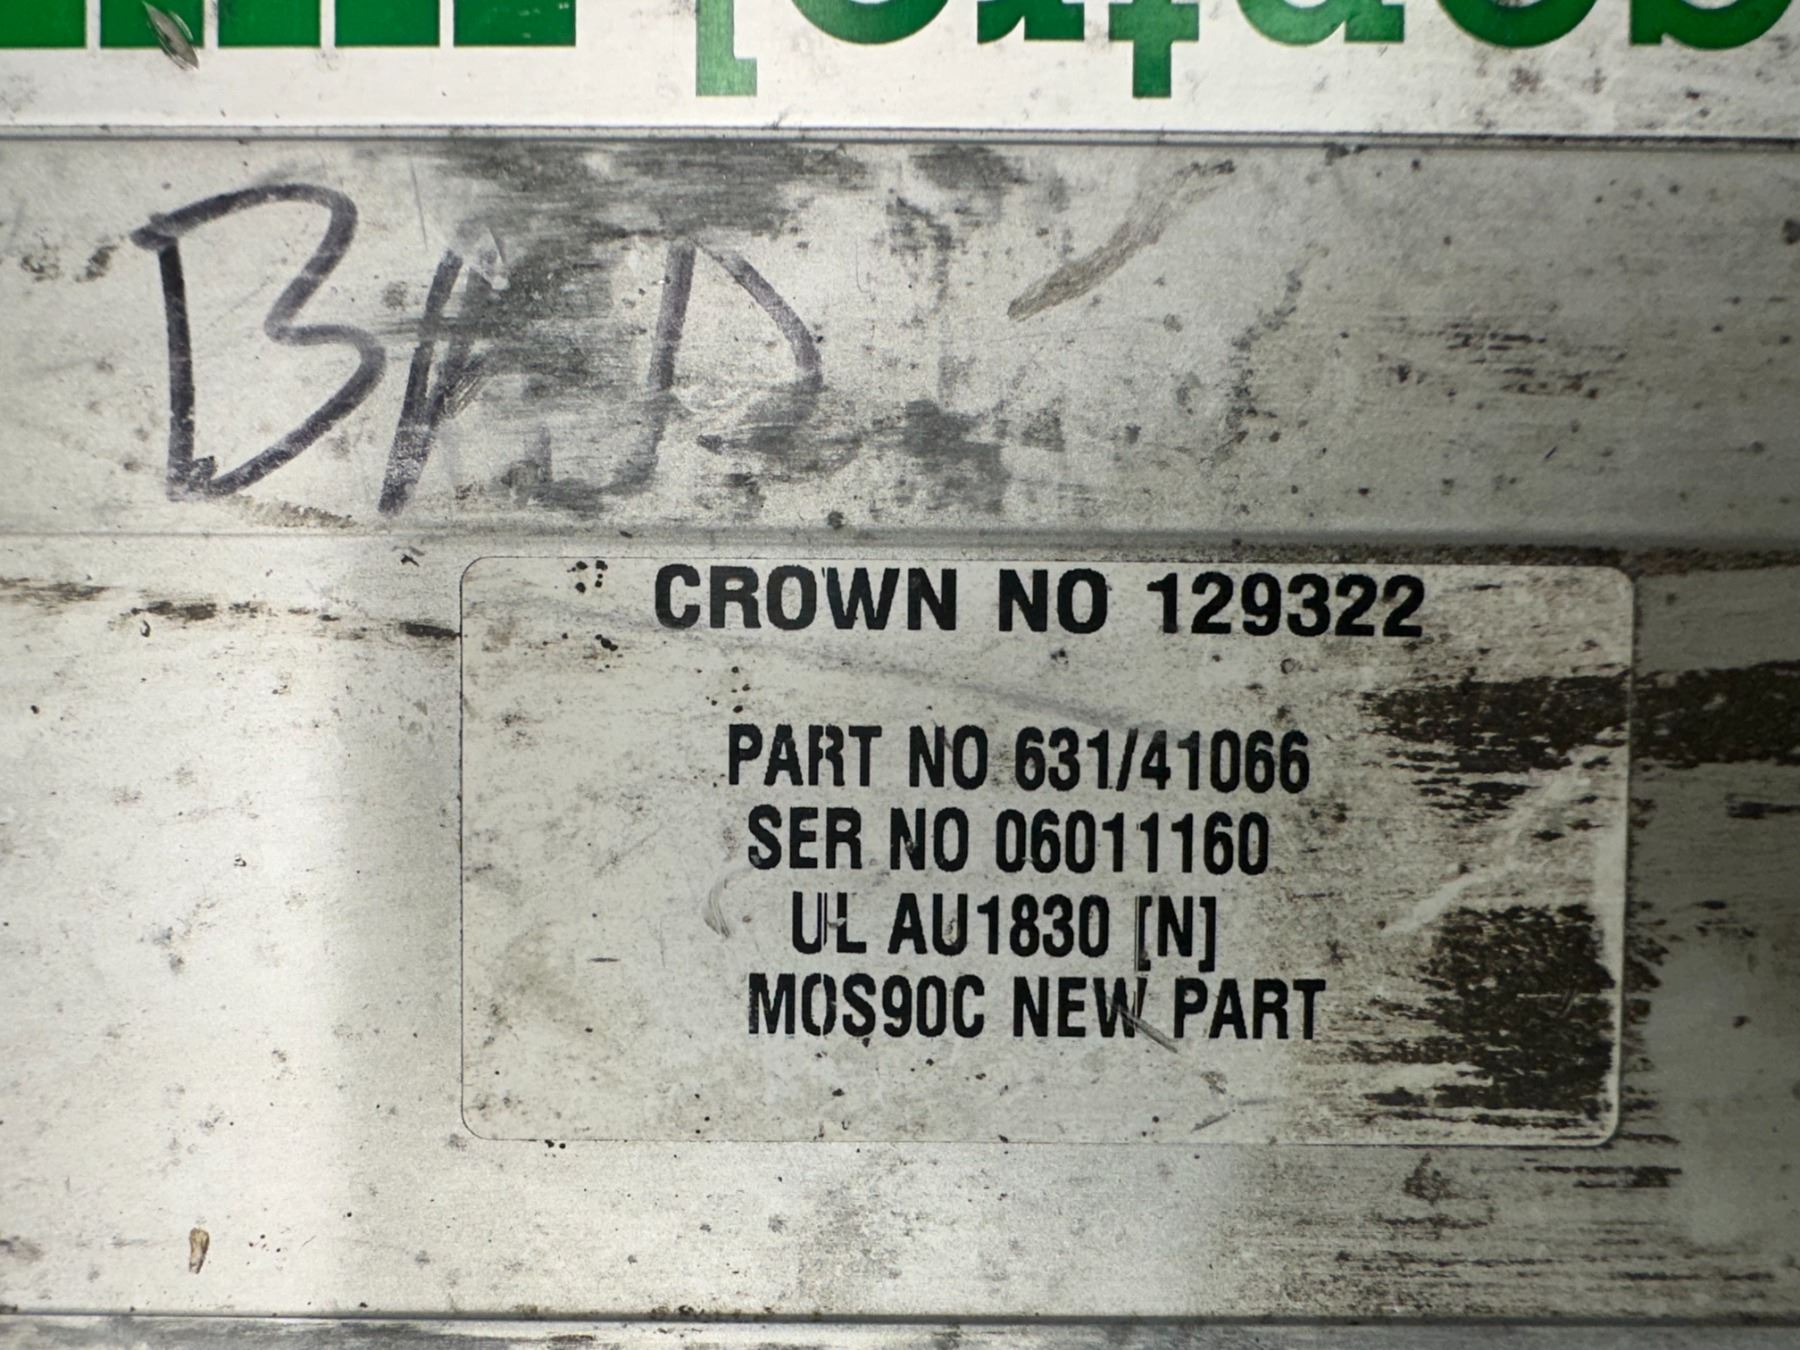 BAD
CROWN NO 129322
PART NO 631/41066
SER NO 06011160
UL AU1830 [N]
MOS90C NEW PART